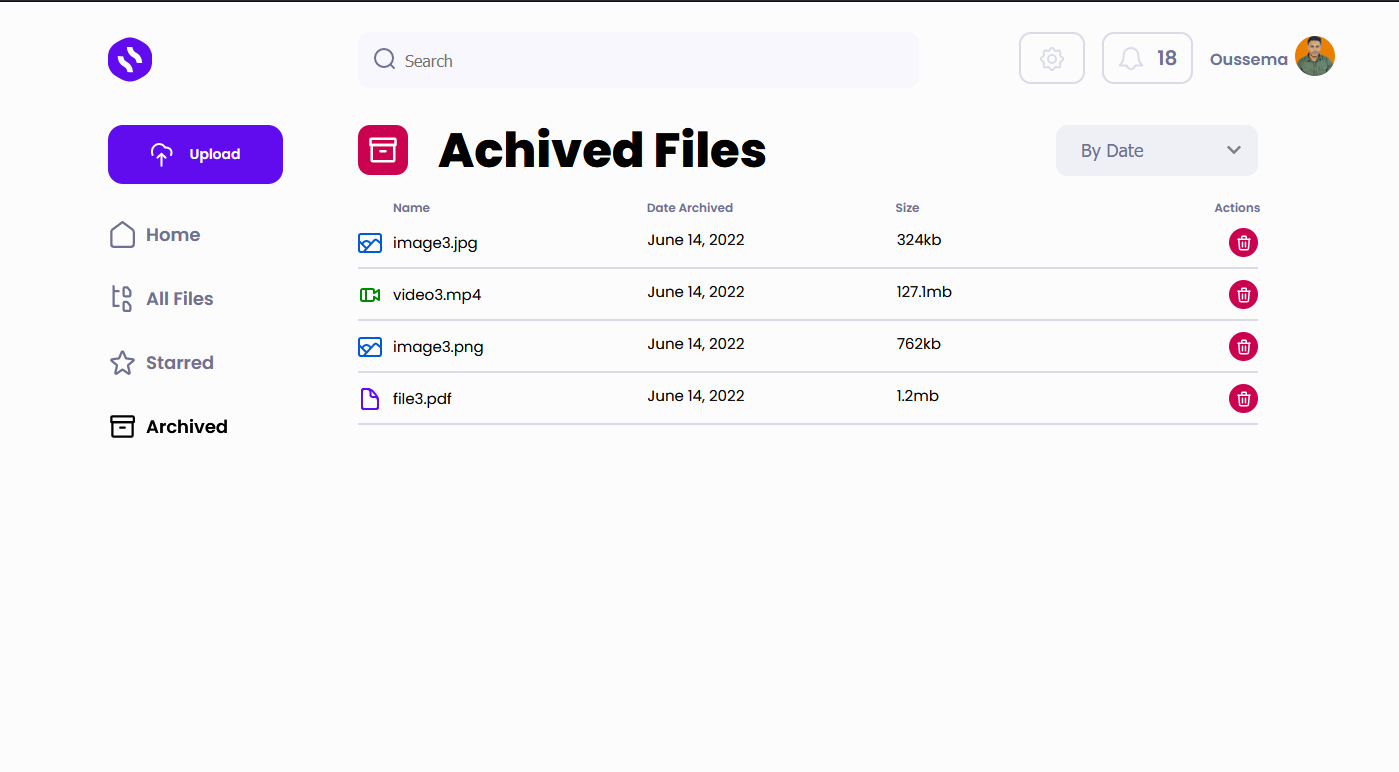 Search
18
Oussema
Upload
Achived Files
By Date
Home
All Files
Starred
Archived
Name Date Archived Size Actions
image3.jpg June 14, 2022 324kb
video3.mp4 June 14, 2022 127.1mb
image3.png June 14, 2022 762kb
file3.pdf June 14, 2022 1.2mb